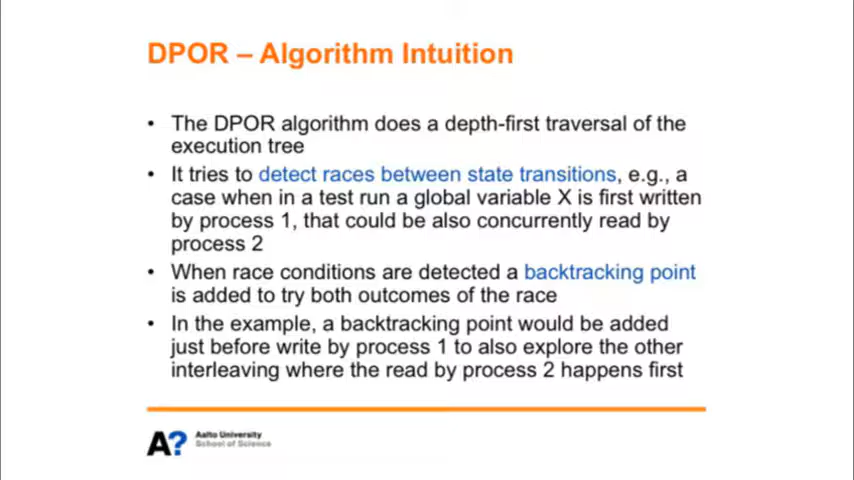 DPOR – Algorithm Intuition
• The DPOR algorithm does a depth-first traversal of the
execution tree
• It tries to detect races between state transitions, e.g., a
case when in a test run a global variable X is first written
by process 1, that could be also concurrently read by
process 2
• When race conditions are detected a backtracking point
is added to try both outcomes of the race
• In the example, a backtracking point would be added
just before write by process 1 to also explore the other
interleaving where the read by process 2 happens first
A?
Aalto University
School of Science